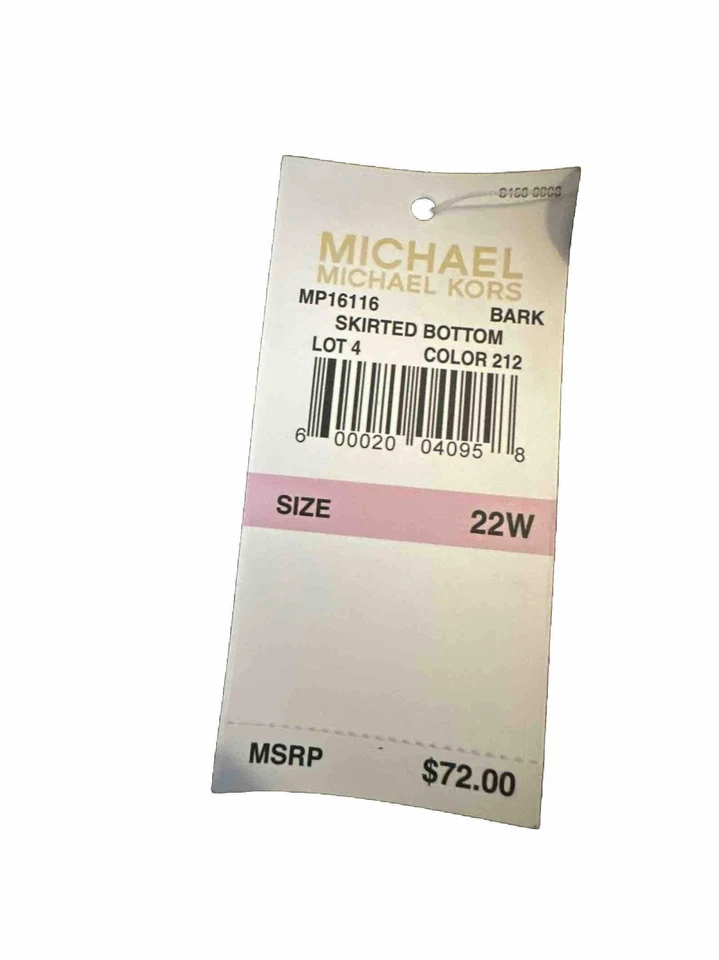 MICHAEL
MICHAEL KORS
MP16116 BARK
SKIRTED BOTTOM
LOT 4 COLOR 212
6 00020 04095 8
SIZE 22W
MSRP $72.00